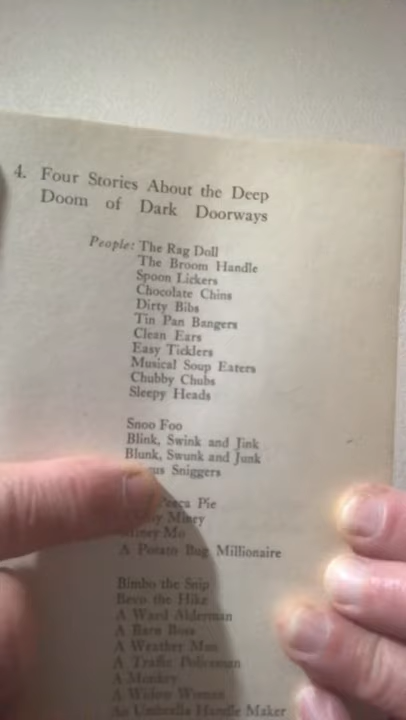 4. Four Stories About the Deep
Doom of Dark Doorways
People: The Rag Doll
The Broom Handle
Spoon Lickers
Chocolate Chins
Dirty Bibs
Tin Pan Bangers
Clean Ears
Easy Ticklers
Musical Soup Eaters
Chubby Chubs
Sleepy Heads
Snoo Foo
Blink, Swink and Jink
Blunk, Swunk and Junk
Sniggers
Pie
Miney
Miney Mo
A Potato Bug Millionaire
Bimbo the Snip
Bevo the Hike
A Ward Alderman
A Barn Boss
A Weather Man
A Traffic Policeman
A Monkey
A Widow Woman
An Umbrella Handle Maker